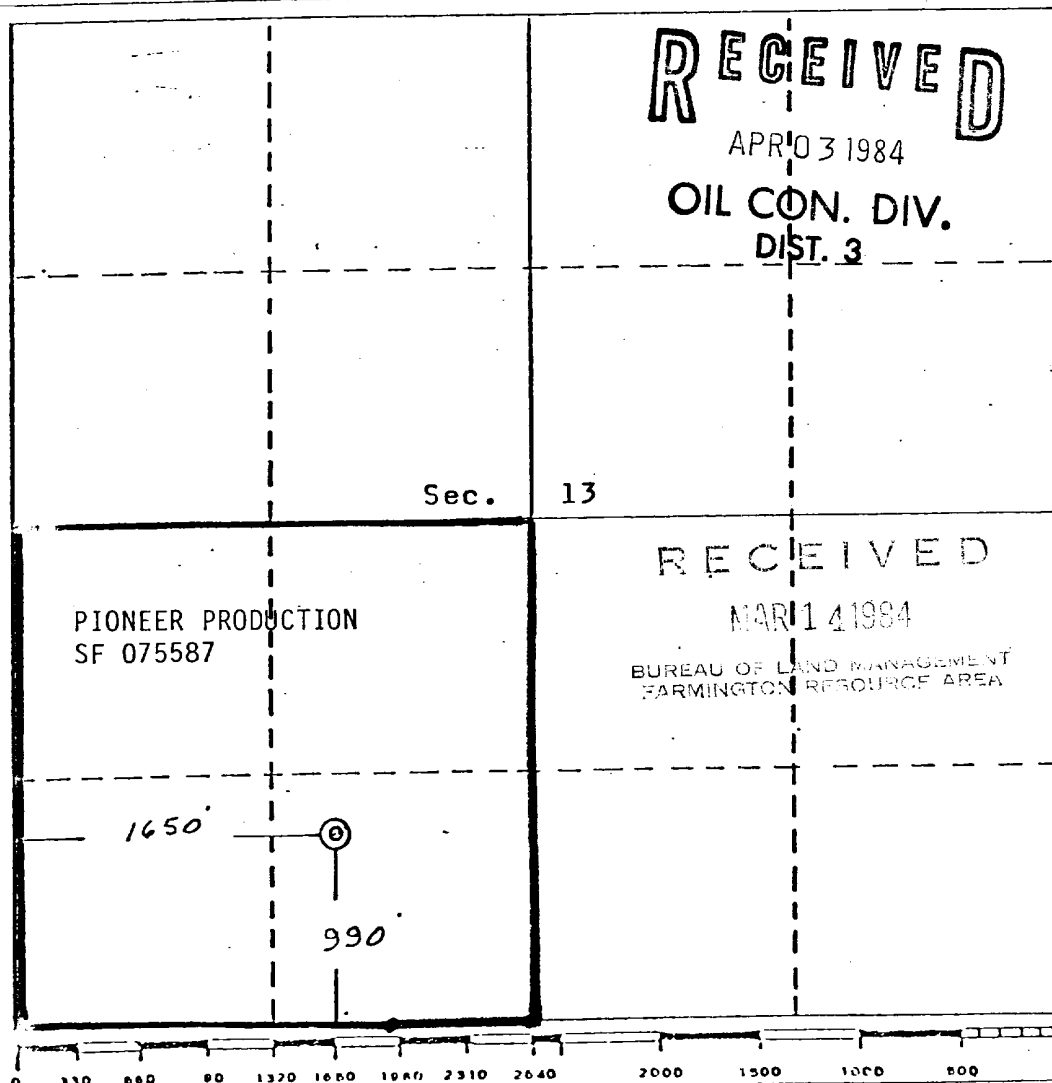 RECEIVED
APR 03 1984
OIL CON. DIV.
DIST. 3
Sec. 13
RECEIVED
MAR 14 1984
BUREAU OF LAND MANAGEMENT
FARMINGTON RESOURCE AREA
PIONEER PRODUCTION
SF 075587
1650'
990'
0 330 660 90 1320 1650 1980 2310 2640 2000 1500 1000 500